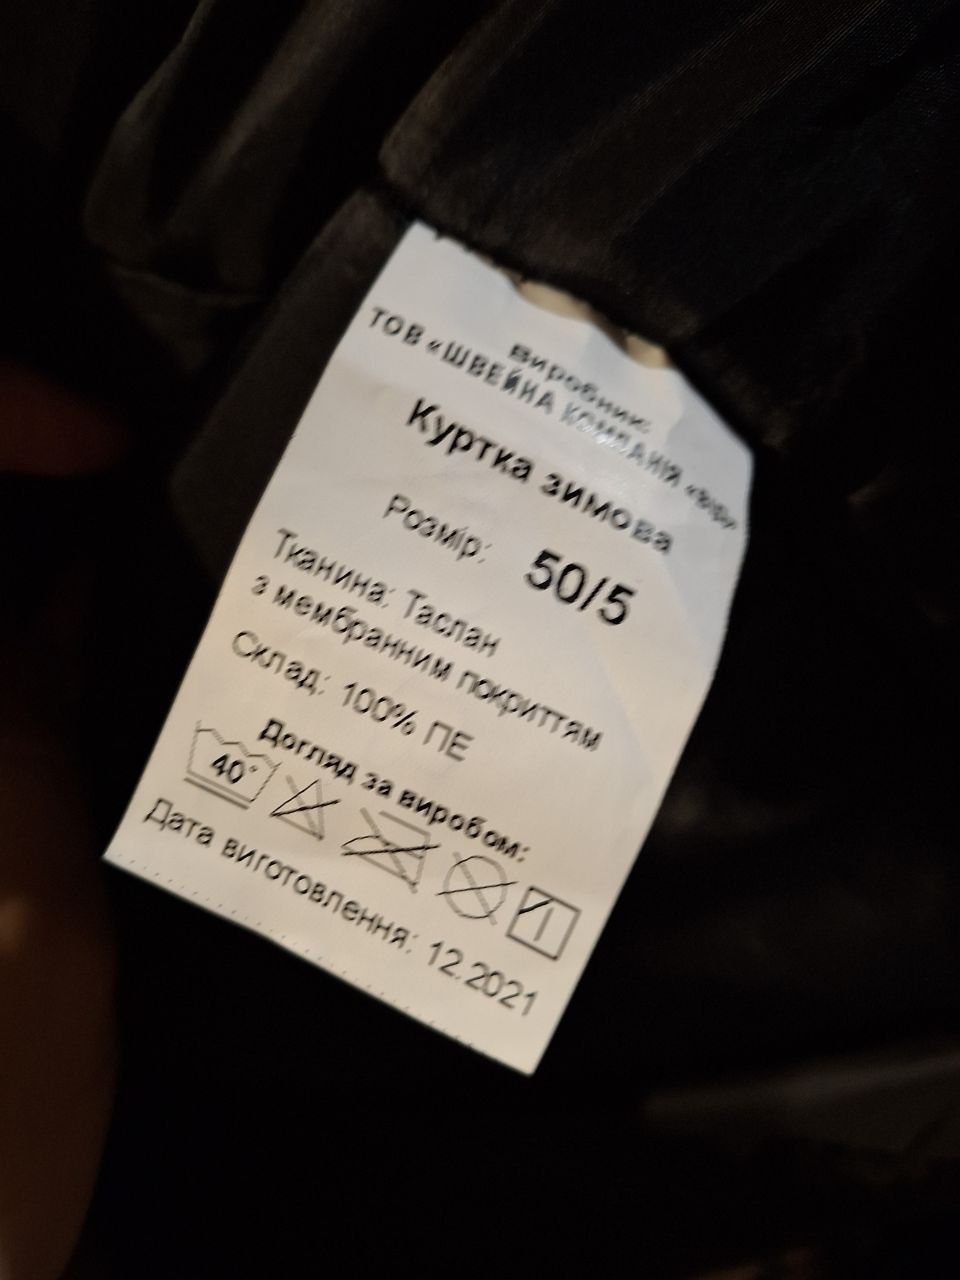 Виробник:
ТОВ «ШВЕЙНА КОМПАНІЯ
Куртка зимова
Розмір: 50/5
Тканина: Таслан
з мембранним покриттям
Склад: 100% ПЕ
Догляд за виробом:
40°
Дата виготовлення: 12.2021